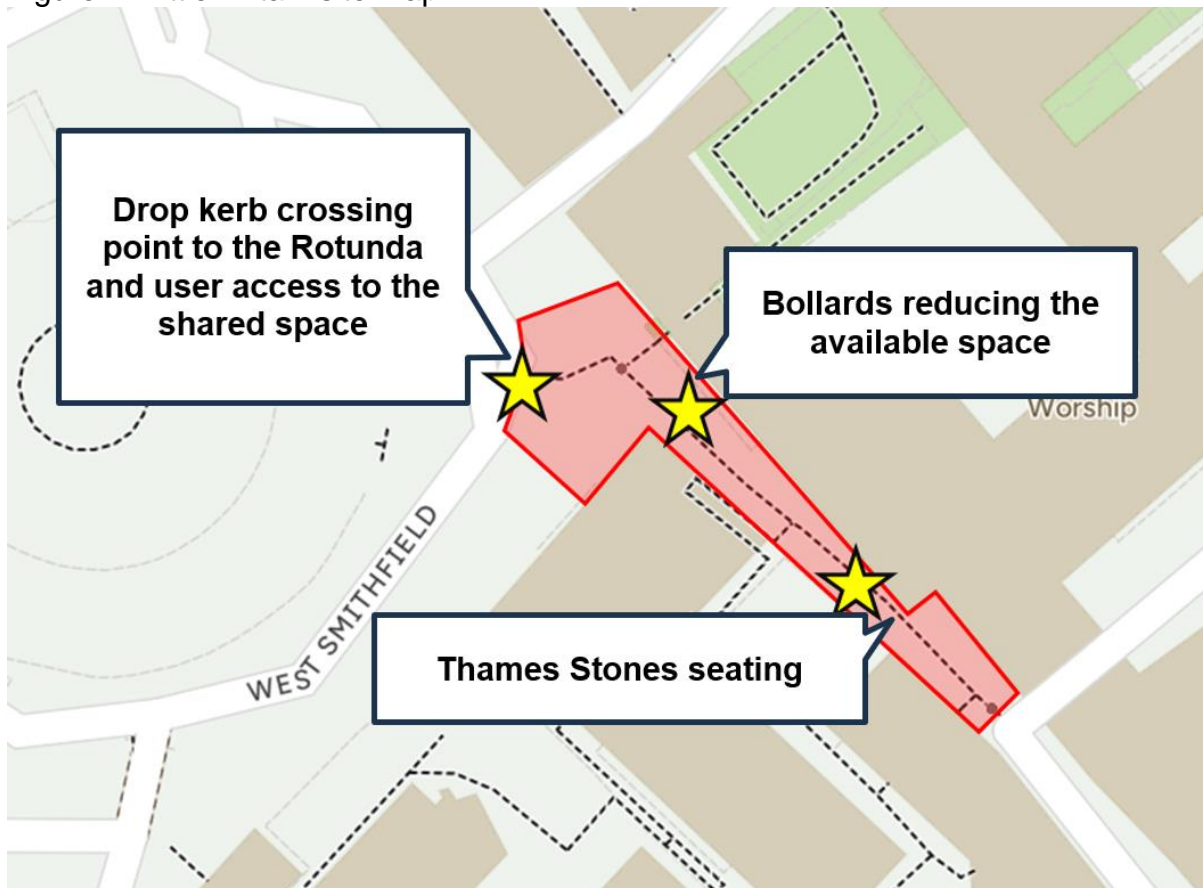 Drop kerb crossing
point to the Rotunda
and user access to the
shared space
Bollards reducing the
available space
Worship
WEST SMITHFIELD
Thames Stones seating